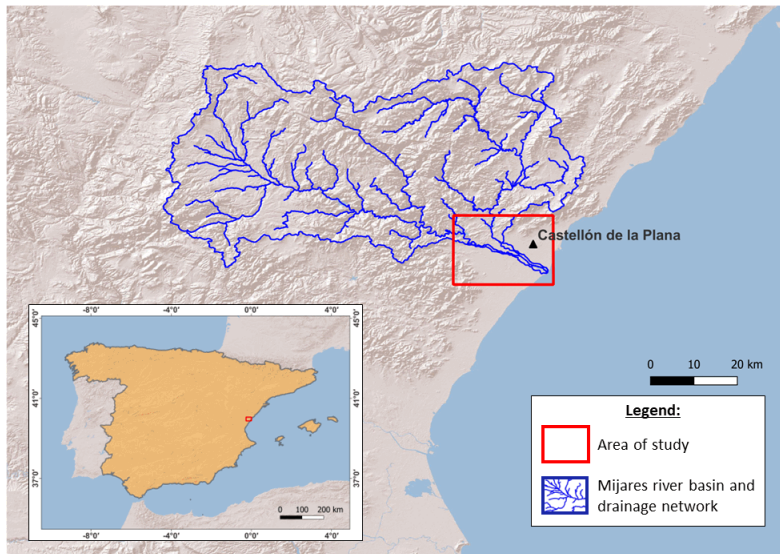 Castellón de la Plana
-8°0' -4°0' 0°0' 4°0'
45°0' 45°0'
41°0' 41°0'
37°0' 37°0'
0 100 200 km
-8°0' -4°0' 0°0' 4°0'
0 10 20 km
Legend:
Area of study
Mijares river basin and
drainage network